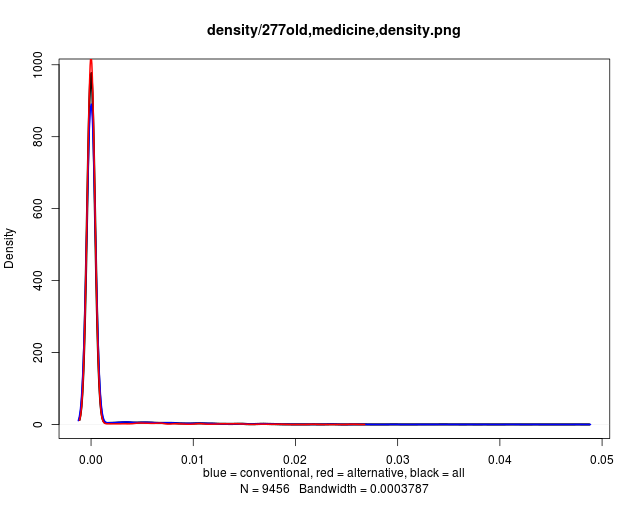 density/277old,medicine,density.png
1000
800
600
400
200
0
Density
0.00 0.01 0.02 0.03 0.04 0.05
blue = conventional, red = alternative, black = all
N = 9456 Bandwidth = 0.0003787